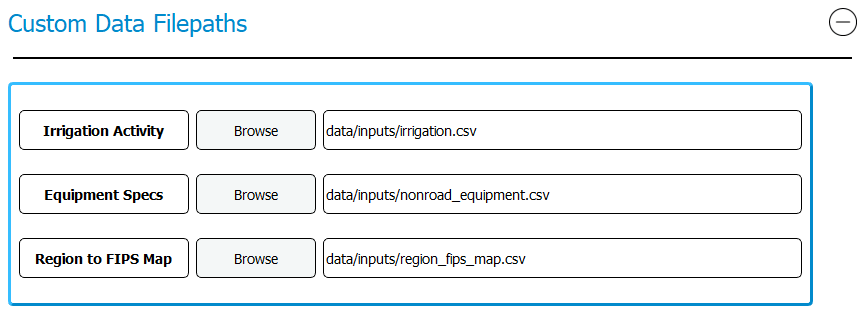 Custom Data Filepaths
Irrigation Activity Browse data/inputs/irrigation.csv
Equipment Specs Browse data/inputs/nonroad_equipment.csv
Region to FIPS Map Browse data/inputs/region_fips_map.csv